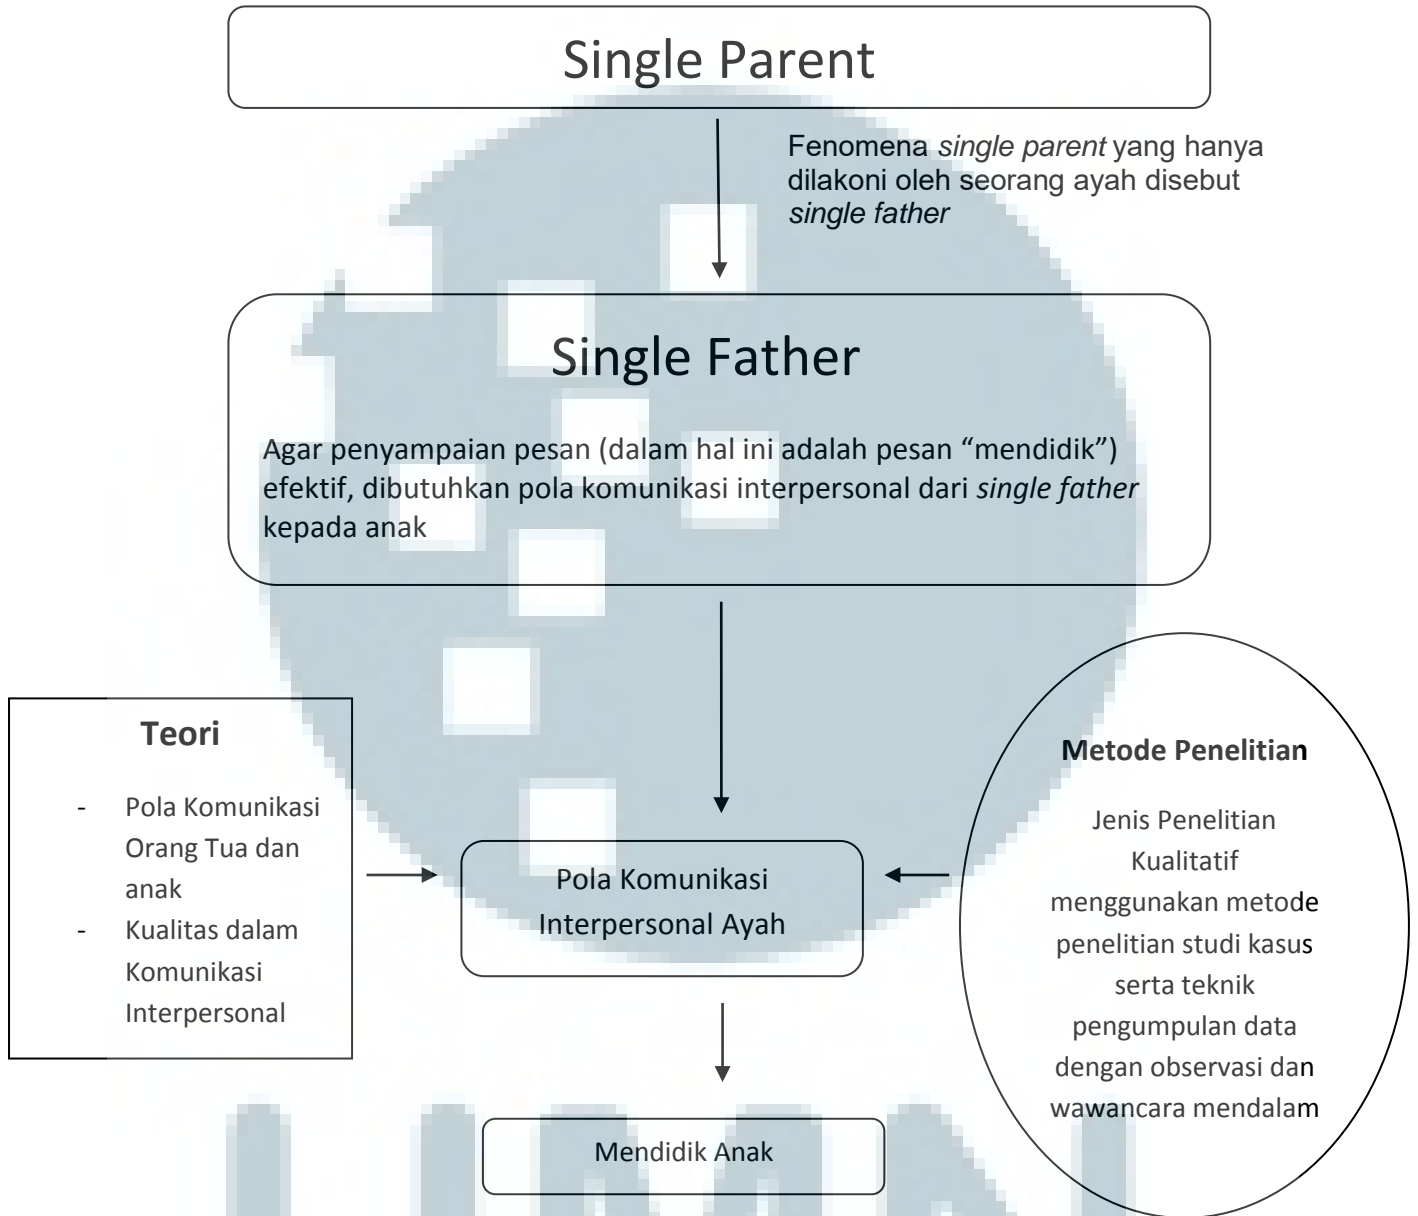 Single Parent
Fenomena single parent yang hanya
dilakoni oleh seorang ayah disebut
single father
Single Father
Agar penyampaian pesan (dalam hal ini adalah pesan “mendidik”)
efektif, dibutuhkan pola komunikasi interpersonal dari single father
kepada anak
Teori
- Pola Komunikasi
Orang Tua dan
anak
- Kualitas dalam
Komunikasi
Interpersonal
Pola Komunikasi
Interpersonal Ayah
Metode Penelitian
Jenis Penelitian
Kualitatif
menggunakan metode
penelitian studi kasus
serta teknik
pengumpulan data
dengan observasi dan
wawancara mendalam
Mendidik Anak